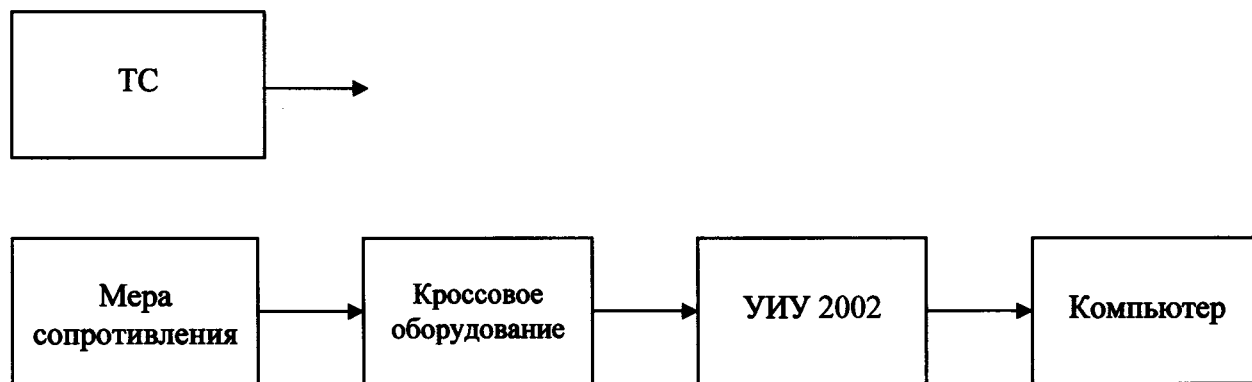 ТС
Мера
сопротивления
Кроссовое
оборудование
УИУ 2002
Компьютер